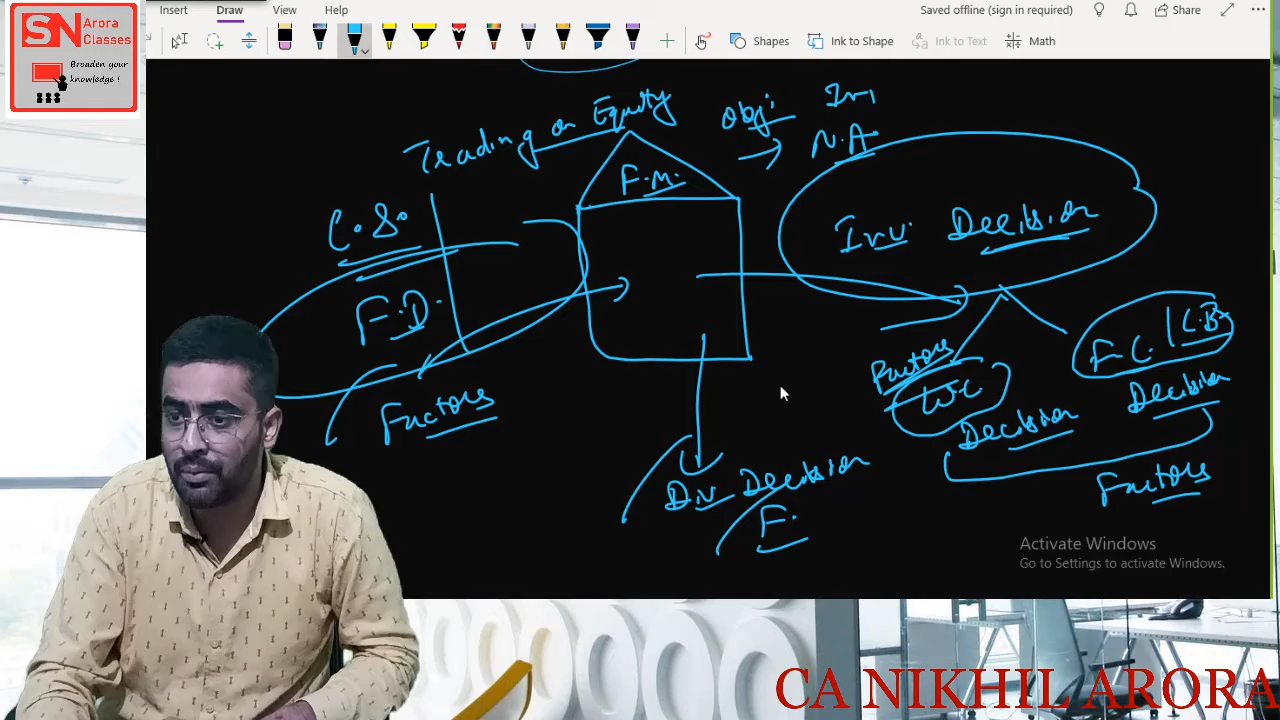 SN Arora Classes
Broaden your knowledge !
Insert Draw View Help
Saved offline (sign in required)
Share
Shapes
Ink to Shape
Ink to Text
Math
Trading on Equity
Obj:
N.A
F.M.
C.S.
F.D.
Factors
Inv. Decision
Factors
W.C
Decision
F.C. | C.B
Decision
Factors
Div Decision
F.
Activate Windows
Go to Settings to activate Windows.
CA NIKHIL ARORA